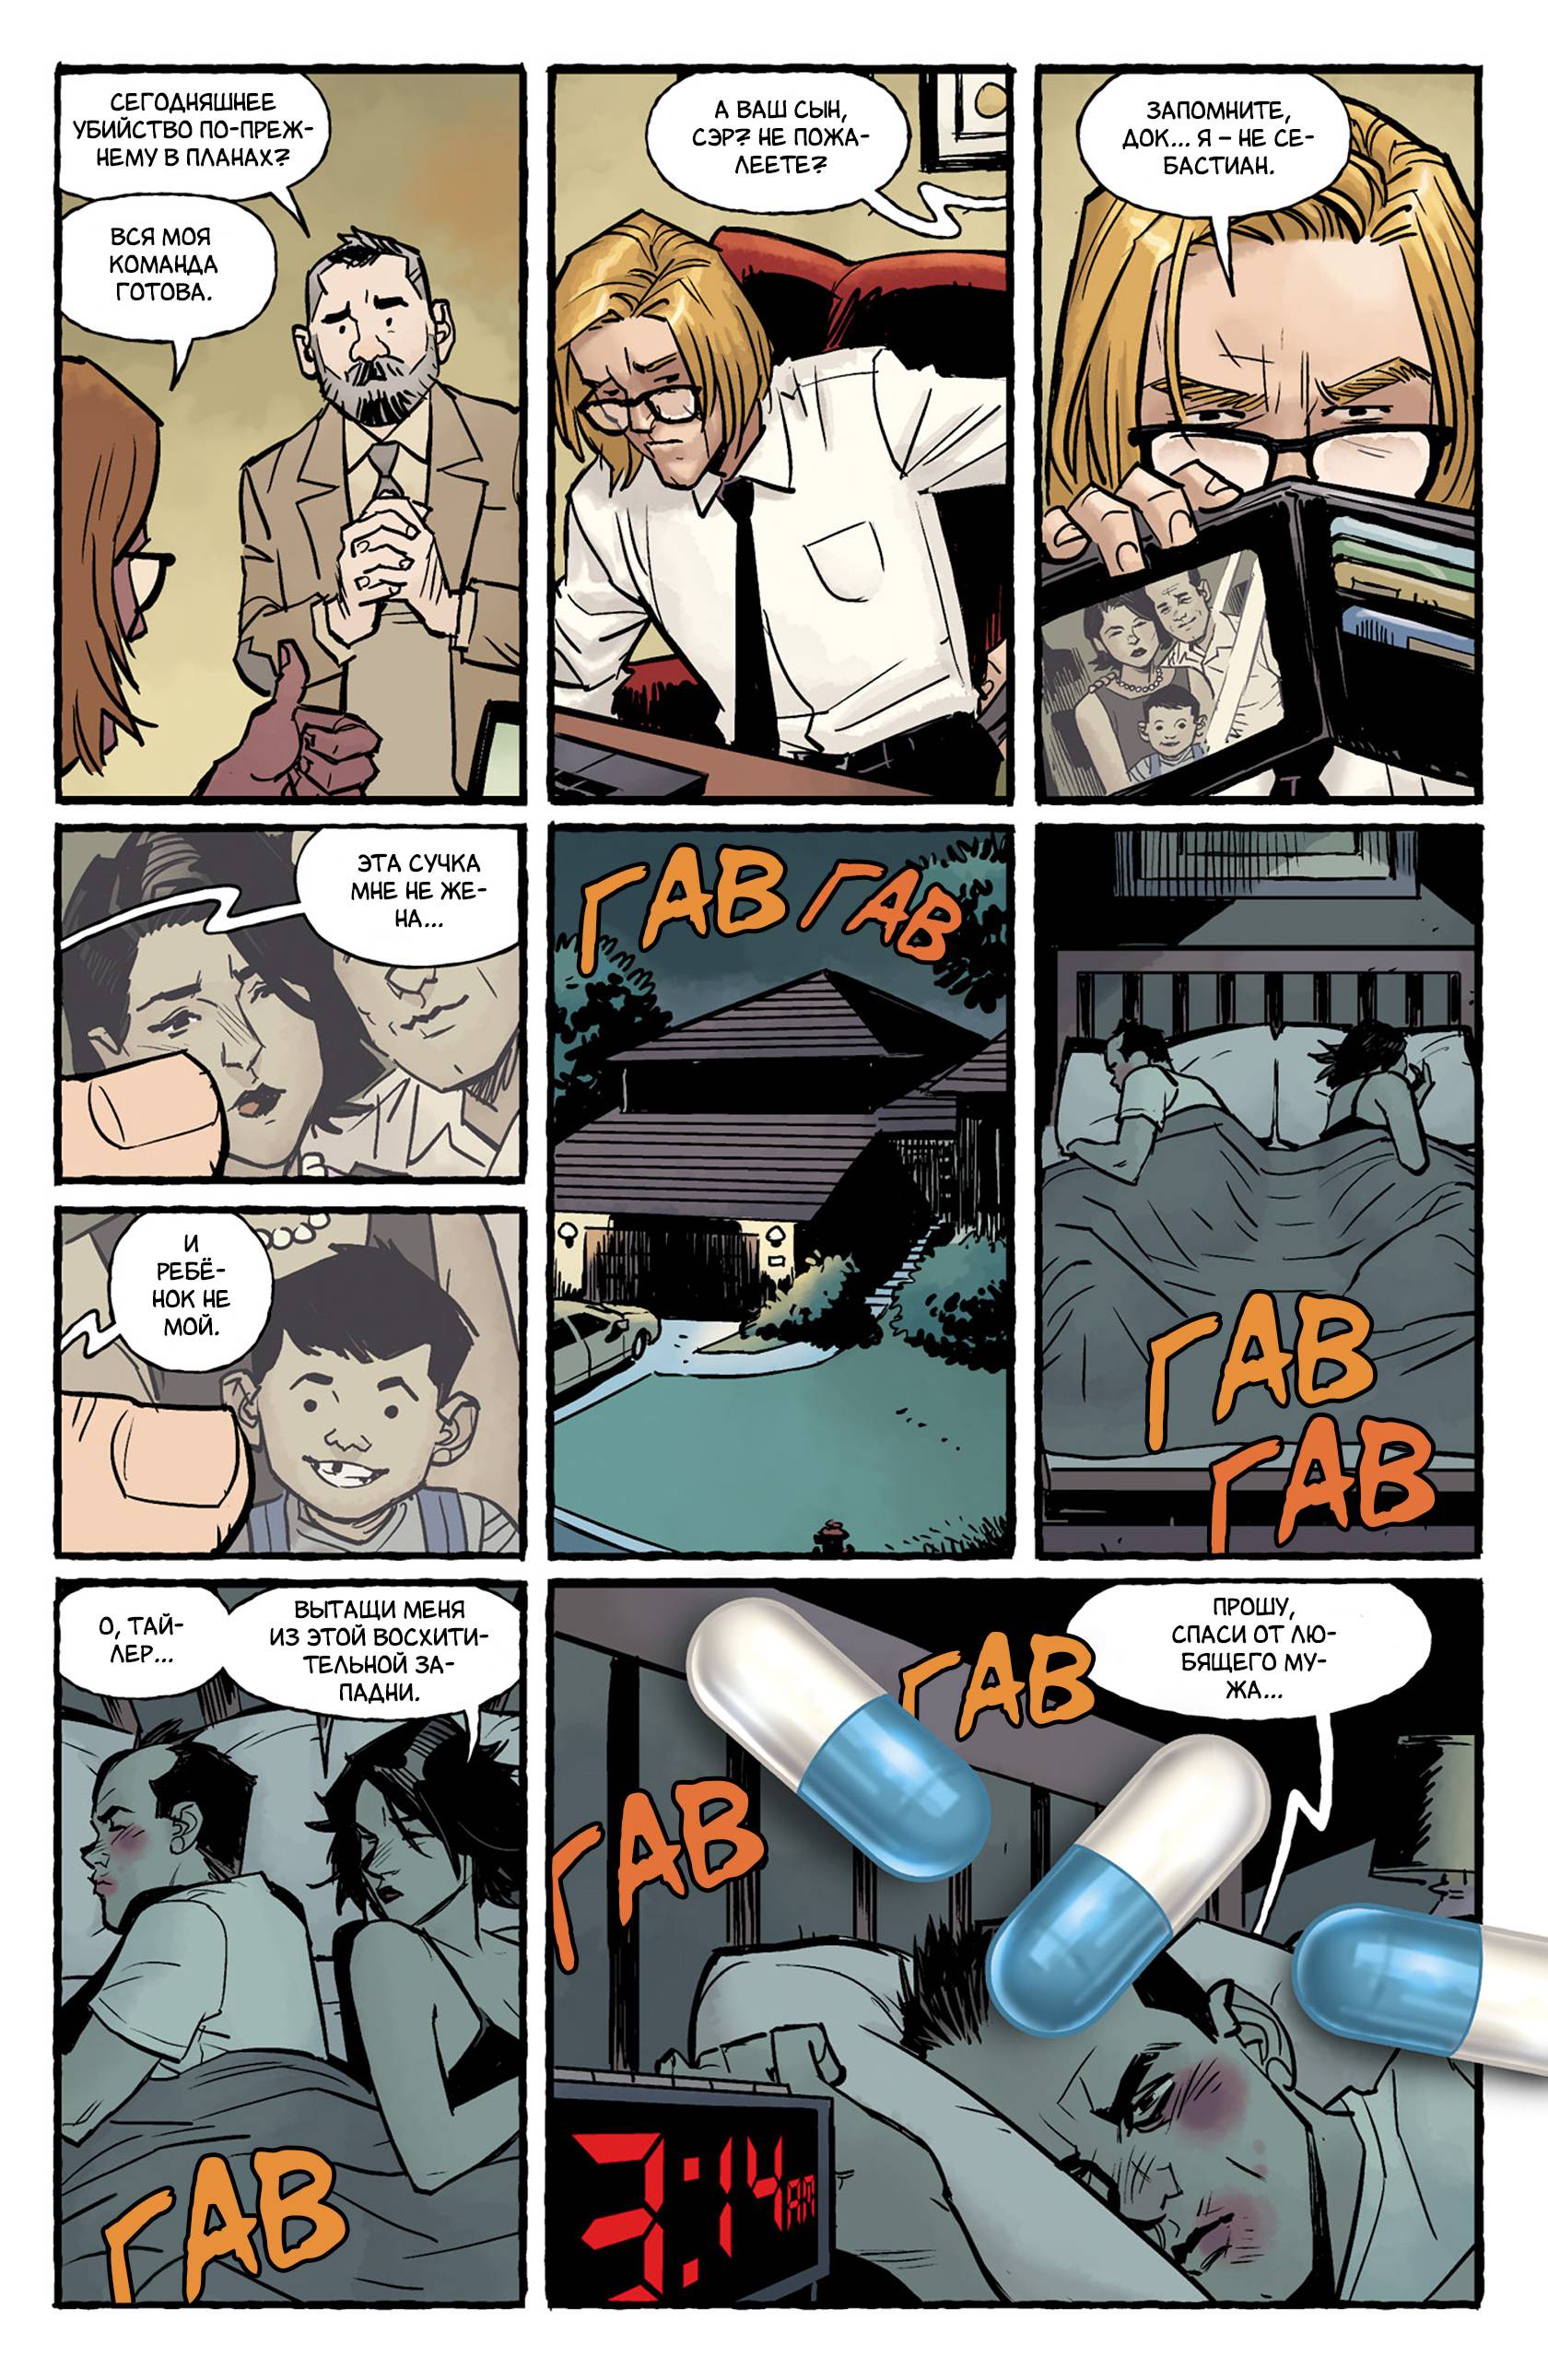 СЕГОДНЯШНЕЕ
УБИЙСТВО ПО-ПРЕЖ-
НЕМУ В ПЛАНАХ?
ВСЯ МОЯ
КОМАНДА
ГОТОВА.
А ВАШ СЫН,
СЭР? НЕ ПОЖА-
ЛЕЕТЕ?
ЗАПОМНИТЕ,
ДОК... Я – НЕ СЕ-
БАСТИАН.
ЭТА СУЧКА
МНЕ НЕ ЖЕ-
НА...
И
РЕБЁ-
НОК НЕ
МОЙ.
ГАВ ГАВ
ГАВ
ГАВ
О, ТАЙ-
ЛЕР...
ВЫТАЩИ МЕНЯ
ИЗ ЭТОЙ ВОСХИТИ-
ТЕЛЬНОЙ ЗА-
ПАДНИ.
ГАВ
ГАВ
ГАВ
ПРОШУ,
СПАСИ ОТ ЛЮ-
БЯЩЕГО МУ-
ЖА...
3:14 AM